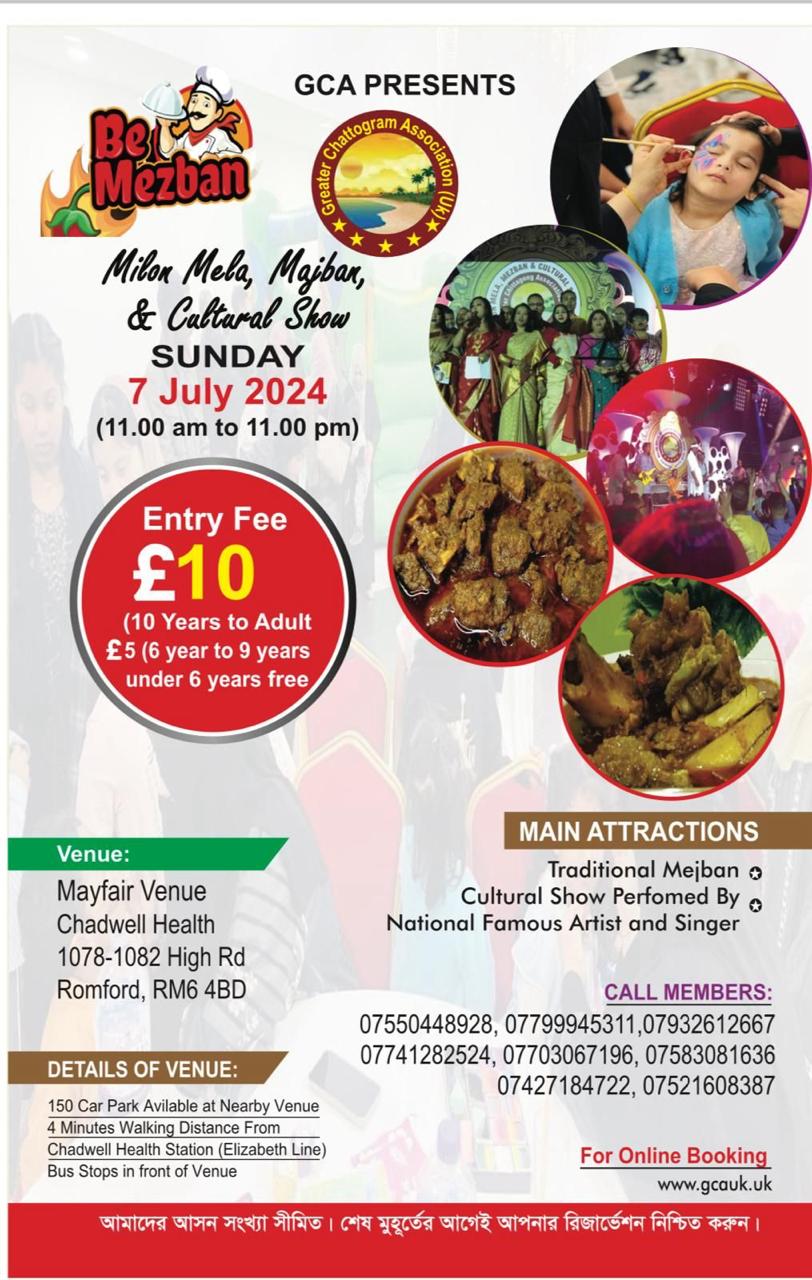 GCA PRESENTS
Be
Mezban
Greater Chattogram Association (Uk)
Milon Mela, Majban,
& Cultural Show
SUNDAY
7 July 2024
(11.00 am to 11.00 pm)
MELA, MEZBAN & CULTURAL
Entry Fee
£10
(10 Years to Adult
£5 (6 year to 9 years
under 6 years free
Venue:
Mayfair Venue
Chadwell Health
1078-1082 High Rd
Romford, RM6 4BD
MAIN ATTRACTIONS
Traditional Mejban
Cultural Show Perfomed By
National Famous Artist and Singer
CALL MEMBERS:
07550448928, 07799945311,07932612667
07741282524, 07703067196, 07583081636
07427184722, 07521608387
DETAILS OF VENUE:
150 Car Park Avilable at Nearby Venue
4 Minutes Walking Distance From
Chadwell Health Station (Elizabeth Line)
Bus Stops in front of Venue
For Online Booking
www.gcauk.uk
আমাদের আসন সংখ্যা সীমিত। শেষ মুহূর্তের আগেই আপনার রিজার্ভেশন নিশ্চিত করুন।